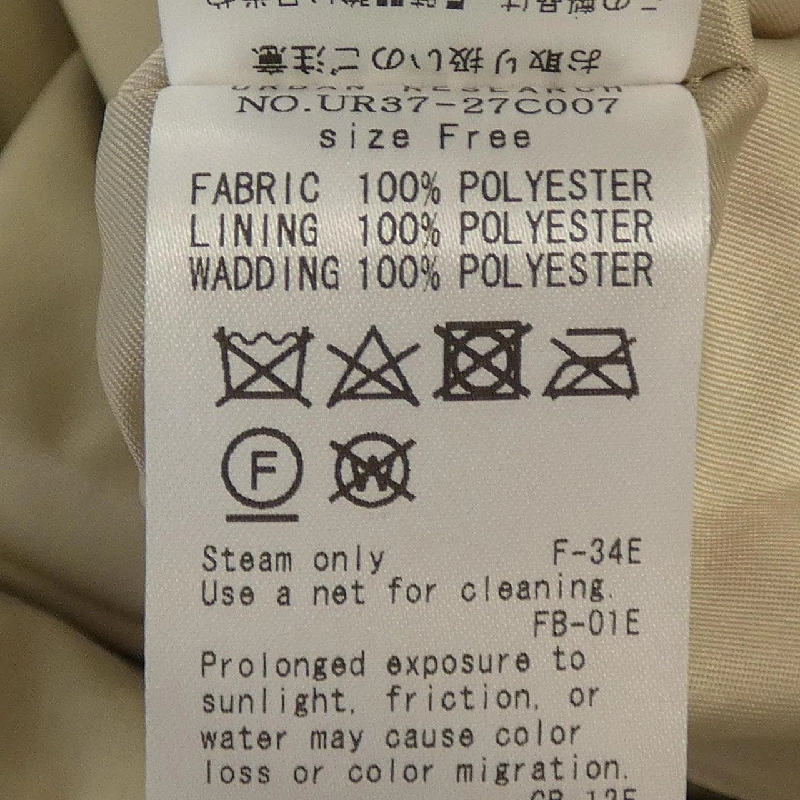 お取り扱いのご注意
URBAN RESEARCH
NO.UR37-27C007
size Free
FABRIC 100% POLYESTER
LINING 100% POLYESTER
WADDING 100% POLYESTER
F
W
Steam only F-34E
Use a net for cleaning.
FB-01E
Prolonged exposure to
sunlight, friction, or
water may cause color
loss or color migration.